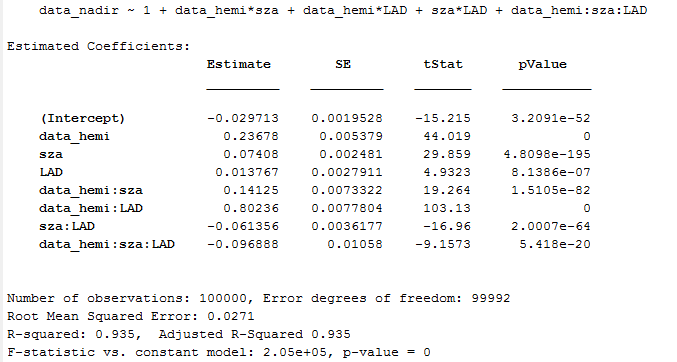 data_nadir ~ 1 + data_hemi*sza + data_hemi*LAD + sza*LAD + data_hemi:sza:LAD
Estimated Coefficients:
Estimate SE tStat pValue
(Intercept) -0.029713 0.0019528 -15.215 3.2091e-52
data_hemi 0.23678 0.005379 44.019 0
sza 0.07408 0.002481 29.859 4.8098e-195
LAD 0.013767 0.0027911 4.9323 8.1386e-07
data_hemi:sza 0.14125 0.0073322 19.264 1.5105e-82
data_hemi:LAD 0.80236 0.0077804 103.13 0
sza:LAD -0.061356 0.0036177 -16.96 2.0007e-64
data_hemi:sza:LAD -0.096888 0.01058 -9.1573 5.418e-20
Number of observations: 100000, Error degrees of freedom: 99992
Root Mean Squared Error: 0.0271
R-squared: 0.935, Adjusted R-Squared 0.935
F-statistic vs. constant model: 2.05e+05, p-value = 0